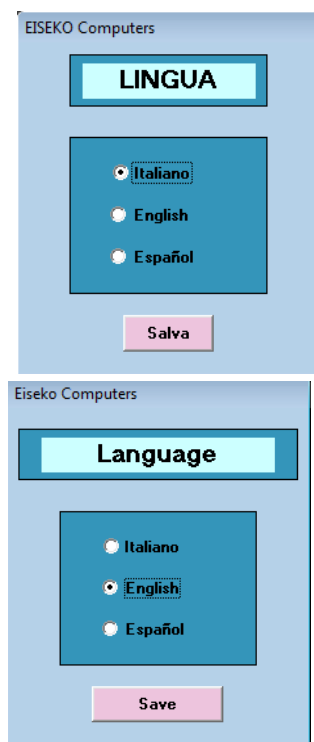 EISEKO Computers
LINGUA
Italiano
English
Español
Salva
Eiseko Computers
Language
Italiano
English
Español
Save